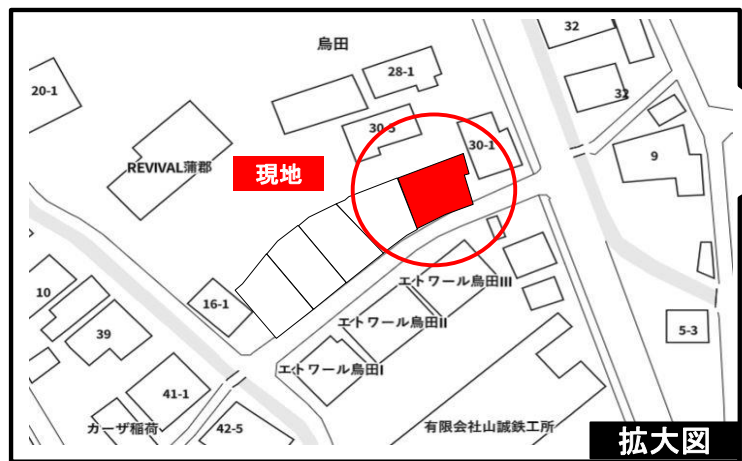 32
鳥田
28-1
20-1
32
30-5
30-1
9
REVIVAL蒲郡
現地
エトワール鳥田III
10
16-1
エトワール鳥田II
39
5-3
エトワール鳥田I
41-1
カーザ稲荷
42-5
有限会社山誠鉄工所
拡大図